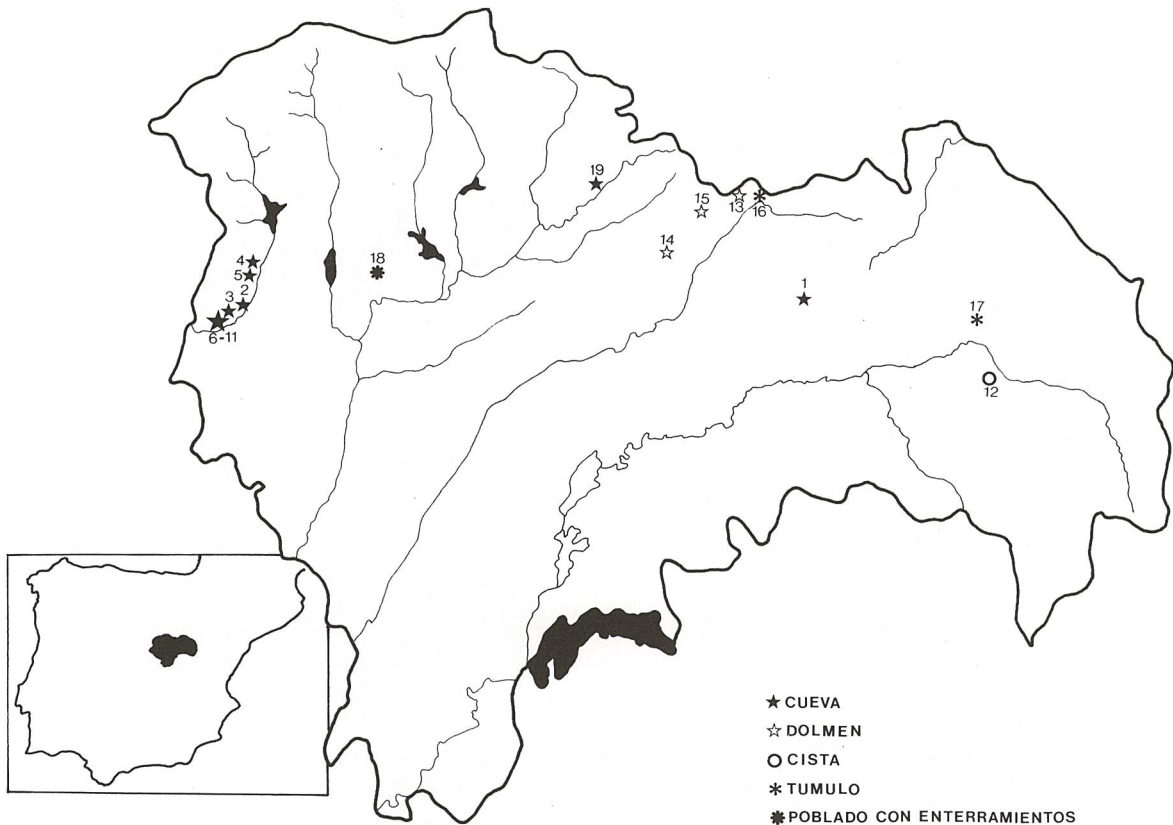 19
15
13
16
14
4
5
18
3
2
1
17
6-11
12
CUEVA
DOLMEN
CISTA
TUMULO
POBLADO CON ENTERRAMIENTOS